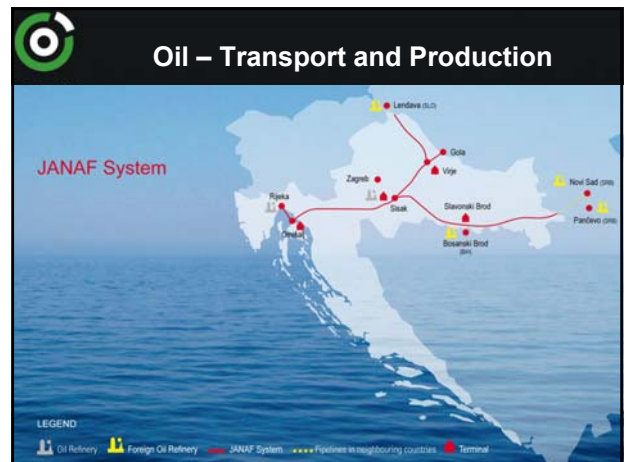 Oil – Transport and Production
JANAF System
Lendava (SLO)
Gola
Virje
Zagreb
Sisak
Rijeka
Omišalj
Slavonski Brod
Bosanski Brod
(BIH)
Novi Sad (SRB)
Pančevo (SRB)
LEGEND
Oil Refinery
Foreign Oil Refinery
JANAF System
Pipelines in neighbouring countries
Terminal